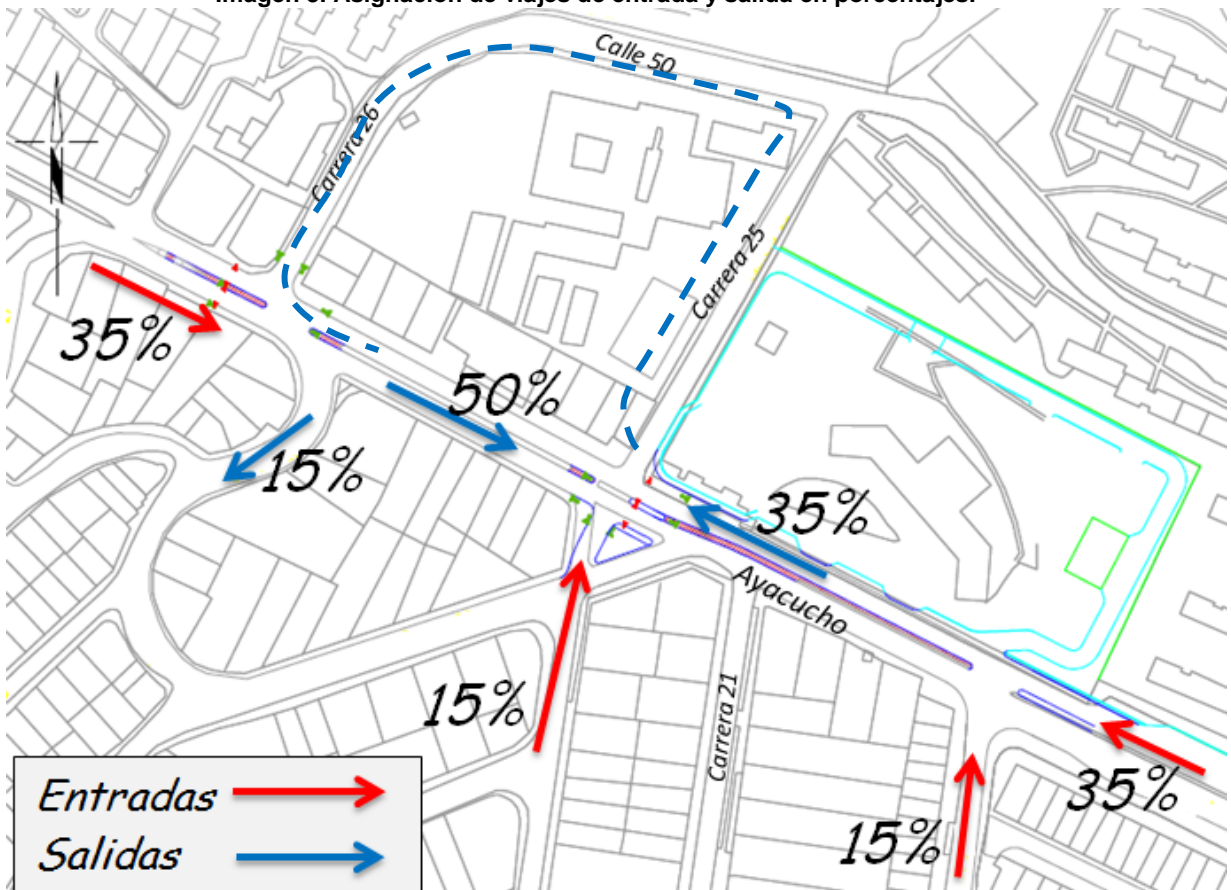 Imagen 3. Asignación de viajes de entrada y salida en porcentajes.
Calle 50
Carrera 26
Carrera 25
35%
50%
15%
35%
Ayacucho
15%
Carrera 21
35%
15%
Entradas
Salidas